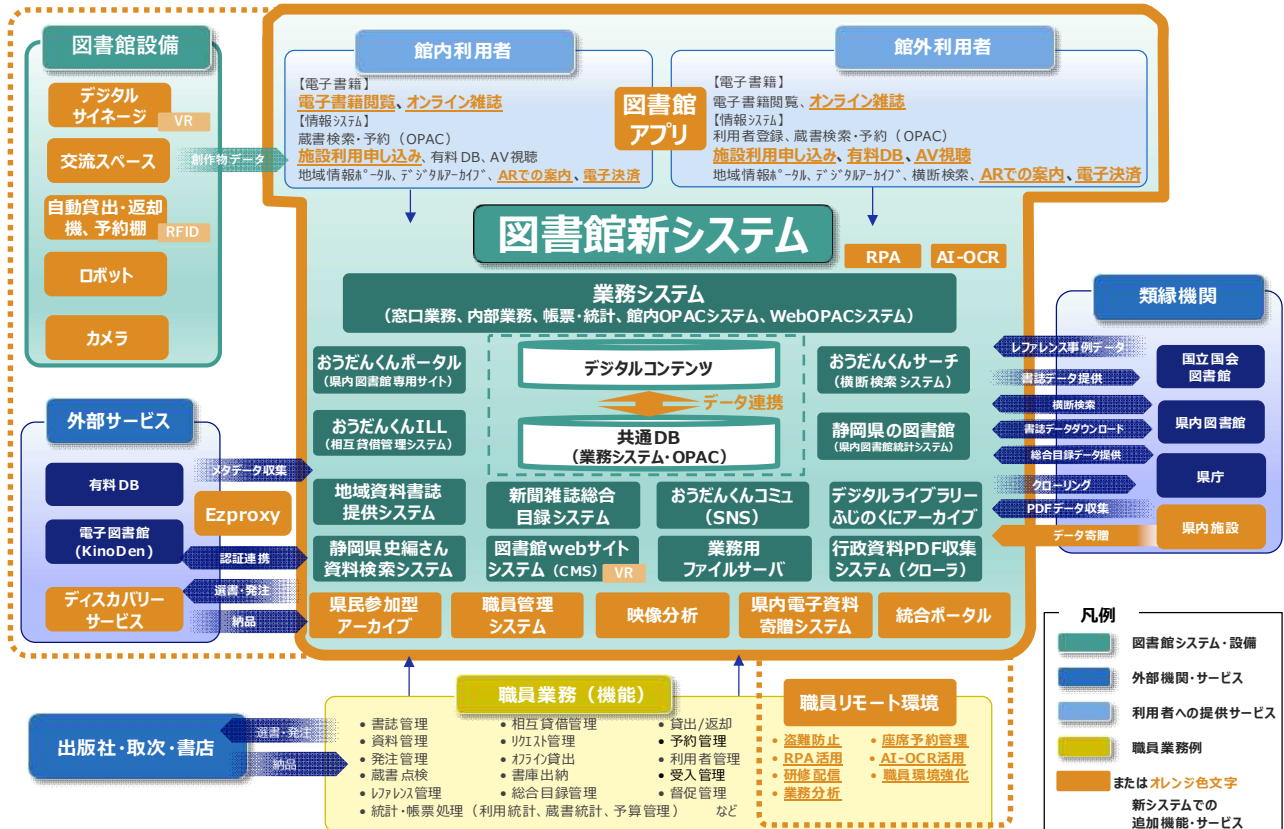 図書館設備
デジタル
サイネージ
VR
交流スペース
創作物データ
自動貸出・返却
機、予約棚
RFID
ロボット
カメラ
館内利用者
【電子書籍】
電子書籍閲覧、オンライン雑誌
【情報システム】
蔵書検索・予約（OPAC）
施設利用申し込み、有料DB、AV視聴
地域情報ポータル、デジタルアーカイブ、ARでの案内、電子決済
図書館
アプリ
館外利用者
【電子書籍】
電子書籍閲覧、オンライン雑誌
【情報システム】
利用者登録、蔵書検索・予約（OPAC）
施設利用申し込み、有料DB、AV視聴
地域情報ポータル、デジタルアーカイブ、横断検索、ARでの案内、電子決済
図書館新システム
RPA
AI-OCR
業務システム
（窓口業務、内部業務、帳票・統計、館内OPACシステム、WebOPACシステム）
おうだんくんポータル
（県内図書館専用サイト）
デジタルコンテンツ
おうだんくんサーチ
（横断検索システム）
データ連携
おうだんくんILL
（相互貸借管理システム）
共通DB
（業務システム・OPAC）
静岡県の図書館
（県内図書館統計システム）
地域資料書誌
提供システム
新聞雑誌総合
目録システム
おうだんくんコミュ
（SNS）
デジタルライブラリー
ふじのくにアーカイブ
静岡県史編さん
資料検索システム
図書館webサイト
システム（CMS）
VR
業務用
ファイルサーバ
行政資料PDF収集
システム（クローラ）
県民参加型
アーカイブ
職員管理
システム
映像分析
県内電子資料
寄贈システム
統合ポータル
外部サービス
有料DB
メタデータ収集
Ezproxy
電子図書館
（KinoDen）
認証連携
ディスカバリー
サービス
選書・発注
納品
類縁機関
レファレンス事例データ
書誌データ提供
横断検索
書誌データダウンロード
総合目録データ提供
クローリング
PDFデータ収集
データ寄贈
国立国会
図書館
県内図書館
県庁
県内施設
出版社・取次・書店
選書・発注
納品
職員業務（機能）
• 書誌管理
• 資料管理
• 発注管理
• 蔵書点検
• レファレンス管理
• 相互貸借管理
• リクエスト管理
• オフライン貸出
• 書庫出納
• 総合目録管理
• 貸出/返却
• 予約管理
• 利用者管理
• 受入管理
• 督促管理
• 統計・帳票処理（利用統計、蔵書統計、予算管理） など
職員リモート環境
• 盗難防止
• RPA活用
• 研修配信
• 業務分析
• 座席予約管理
• AI-OCR活用
• 職員環境強化
凡例
図書館システム・設備
外部機関・サービス
利用者への提供サービス
職員業務例
またはオレンジ色文字
新システムでの
追加機能・サービス